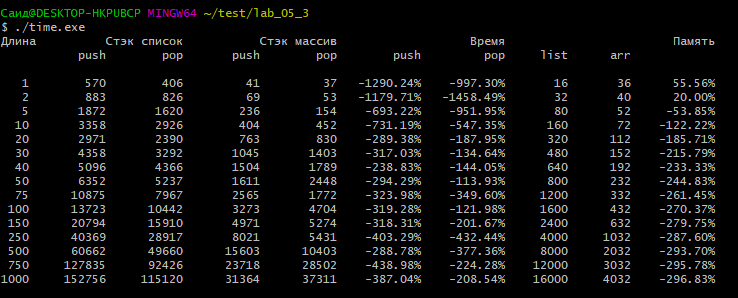 Саид@DESKTOP-HKPUBCP MINGW64 ~/test/lab_05_3
$ ./time.exe
Длина Стэк список Стэк массив Время Память
push pop push pop push pop list arr
1 570 406 41 37 -1290.24% -997.30% 16 36 55.56%
2 883 826 69 53 -1179.71% -1458.49% 32 40 20.00%
5 1872 1620 236 154 -693.22% -951.95% 80 52 -53.85%
10 3358 2926 404 452 -731.19% -547.35% 160 72 -122.22%
20 2971 2390 763 830 -289.38% -187.95% 320 112 -185.71%
30 4358 3292 1045 1403 -317.03% -134.64% 480 152 -215.79%
40 5096 4366 1504 1789 -238.83% -144.05% 640 192 -233.33%
50 6352 5237 1611 2448 -294.29% -113.93% 800 232 -244.83%
75 10875 7967 2565 1772 -323.98% -349.60% 1200 332 -261.45%
100 13723 10442 3273 4704 -319.28% -121.98% 1600 432 -270.37%
150 20794 15910 4971 5274 -318.31% -201.67% 2400 632 -279.75%
250 40369 28917 8021 5431 -403.29% -432.44% 4000 1032 -287.60%
500 60662 49660 15603 10403 -288.78% -377.36% 8000 2032 -293.70%
750 127835 92426 23718 28502 -438.98% -224.28% 12000 3032 -295.78%
1000 152756 115120 31364 37311 -387.04% -208.54% 16000 4032 -296.83%